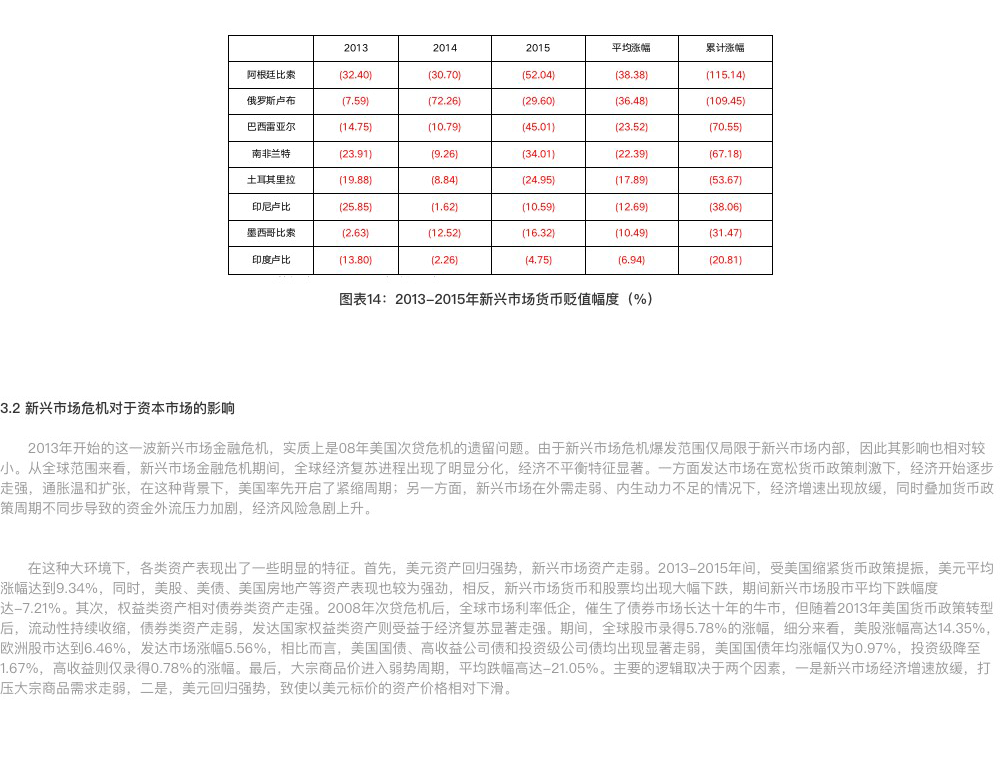 2013 2014 2015 平均涨幅 累计涨幅
阿根廷比索 (32.40) (30.70) (52.04) (38.38) (115.14)
俄罗斯卢布 (7.59) (72.26) (29.60) (36.48) (109.45)
巴西雷亚尔 (14.75) (10.79) (45.01) (23.52) (70.55)
南非兰特 (23.91) (9.26) (34.01) (22.39) (67.18)
土耳其里拉 (19.88) (8.84) (24.95) (17.89) (53.67)
印尼卢比 (25.85) (1.62) (10.59) (12.69) (38.06)
墨西哥比索 (2.63) (12.52) (16.32) (10.49) (31.47)
印度卢比 (13.80) (2.26) (4.75) (6.94) (20.81)
图表14：2013-2015年新兴市场货币贬值幅度（%）
3.2 新兴市场危机对于资本市场的影响
2013年开始的这一波新兴市场金融危机，实质上是08年美国次贷危机的遗留问题。由于新兴市场危机爆发范围仅局限于新兴市场内部，因此其影响也相对较
小。从全球范围来看，新兴市场金融危机期间，全球经济复苏进程出现了明显分化，经济不平衡特征显著。一方面发达市场在宽松货币政策刺激下，经济开始逐步
走强，通胀温和扩张，在这种背景下，美国率先开启了紧缩周期；另一方面，新兴市场在外需走弱、内生动力不足的情况下，经济增速出现放缓，同时叠加货币政
策周期不同步导致的资金外流压力加剧，经济风险急剧上升。
在这种大环境下，各类资产表现出了一些明显的特征。首先，美元资产回归强势，新兴市场资产走弱。2013-2015年间，受美国缩紧货币政策提振，美元平均
涨幅达到9.34%，同时，美股、美债、美国房地产等资产表现也较为强劲，相反，新兴市场货币和股票均出现大幅下跌，期间新兴市场股市平均下跌幅度
达-7.21%。其次，权益类资产相对债券类资产走强。2008年次贷危机后，全球市场利率低企，催生了债券市场长达十年的牛市，但随着2013年美国货币政策转型
后，流动性持续收缩，债券类资产走弱，发达国家权益类资产则受益于经济复苏显著走强。期间，全球股市录得5.78%的涨幅，细分来看，美股涨幅高达14.35%，
欧洲股市达到6.46%，发达市场涨幅5.56%，相比而言，美国国债、高收益公司债和投资级公司债均出现显著走弱，美国国债年均涨幅仅为0.97%，投资级降至
1.67%，高收益则仅录得0.78%的涨幅。最后，大宗商品价进入弱势周期，平均跌幅高达-21.05%。主要的逻辑取决于两个因素，一是新兴市场经济增速放缓，打
压大宗商品需求走弱，二是，美元回归强势，致使以美元标价的资产价格相对下滑。